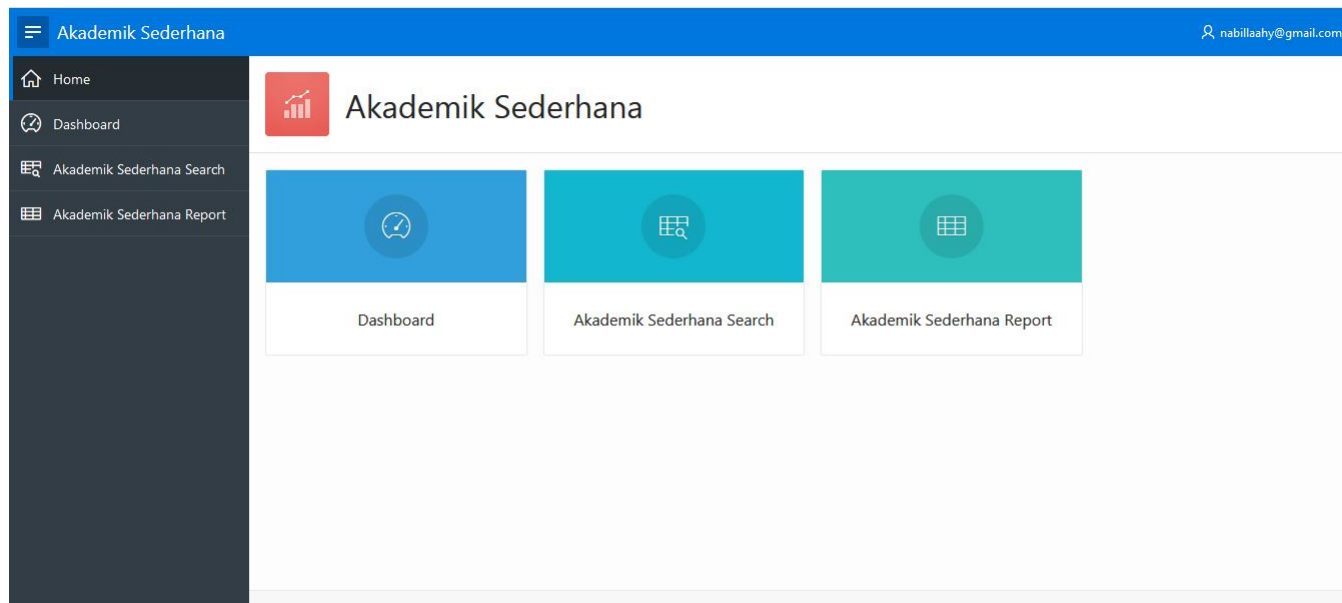 Akademik Sederhana
nabillaahy@gmail.com
Home
Dashboard
Akademik Sederhana Search
Akademik Sederhana Report
Akademik Sederhana
Dashboard
Akademik Sederhana Search
Akademik Sederhana Report